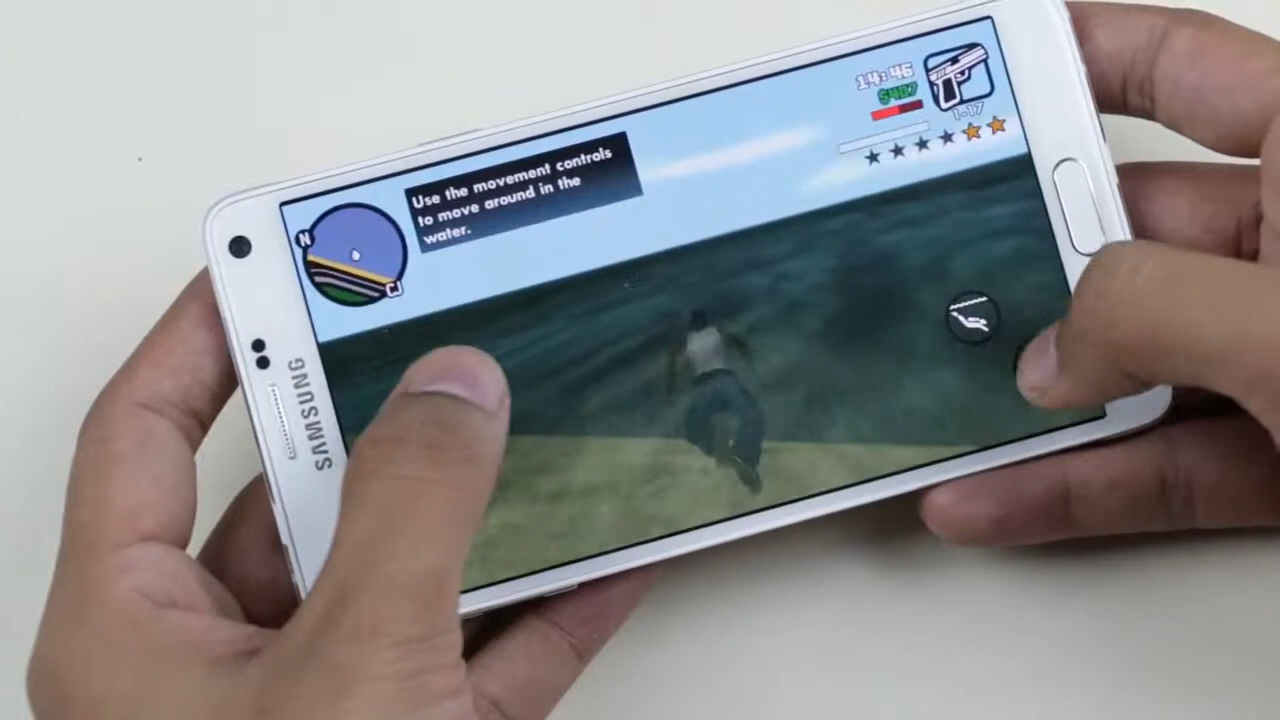 Use the movement controls
to move around in the
water.
14:46
$407
1-17
N
CJ
SAMSUNG